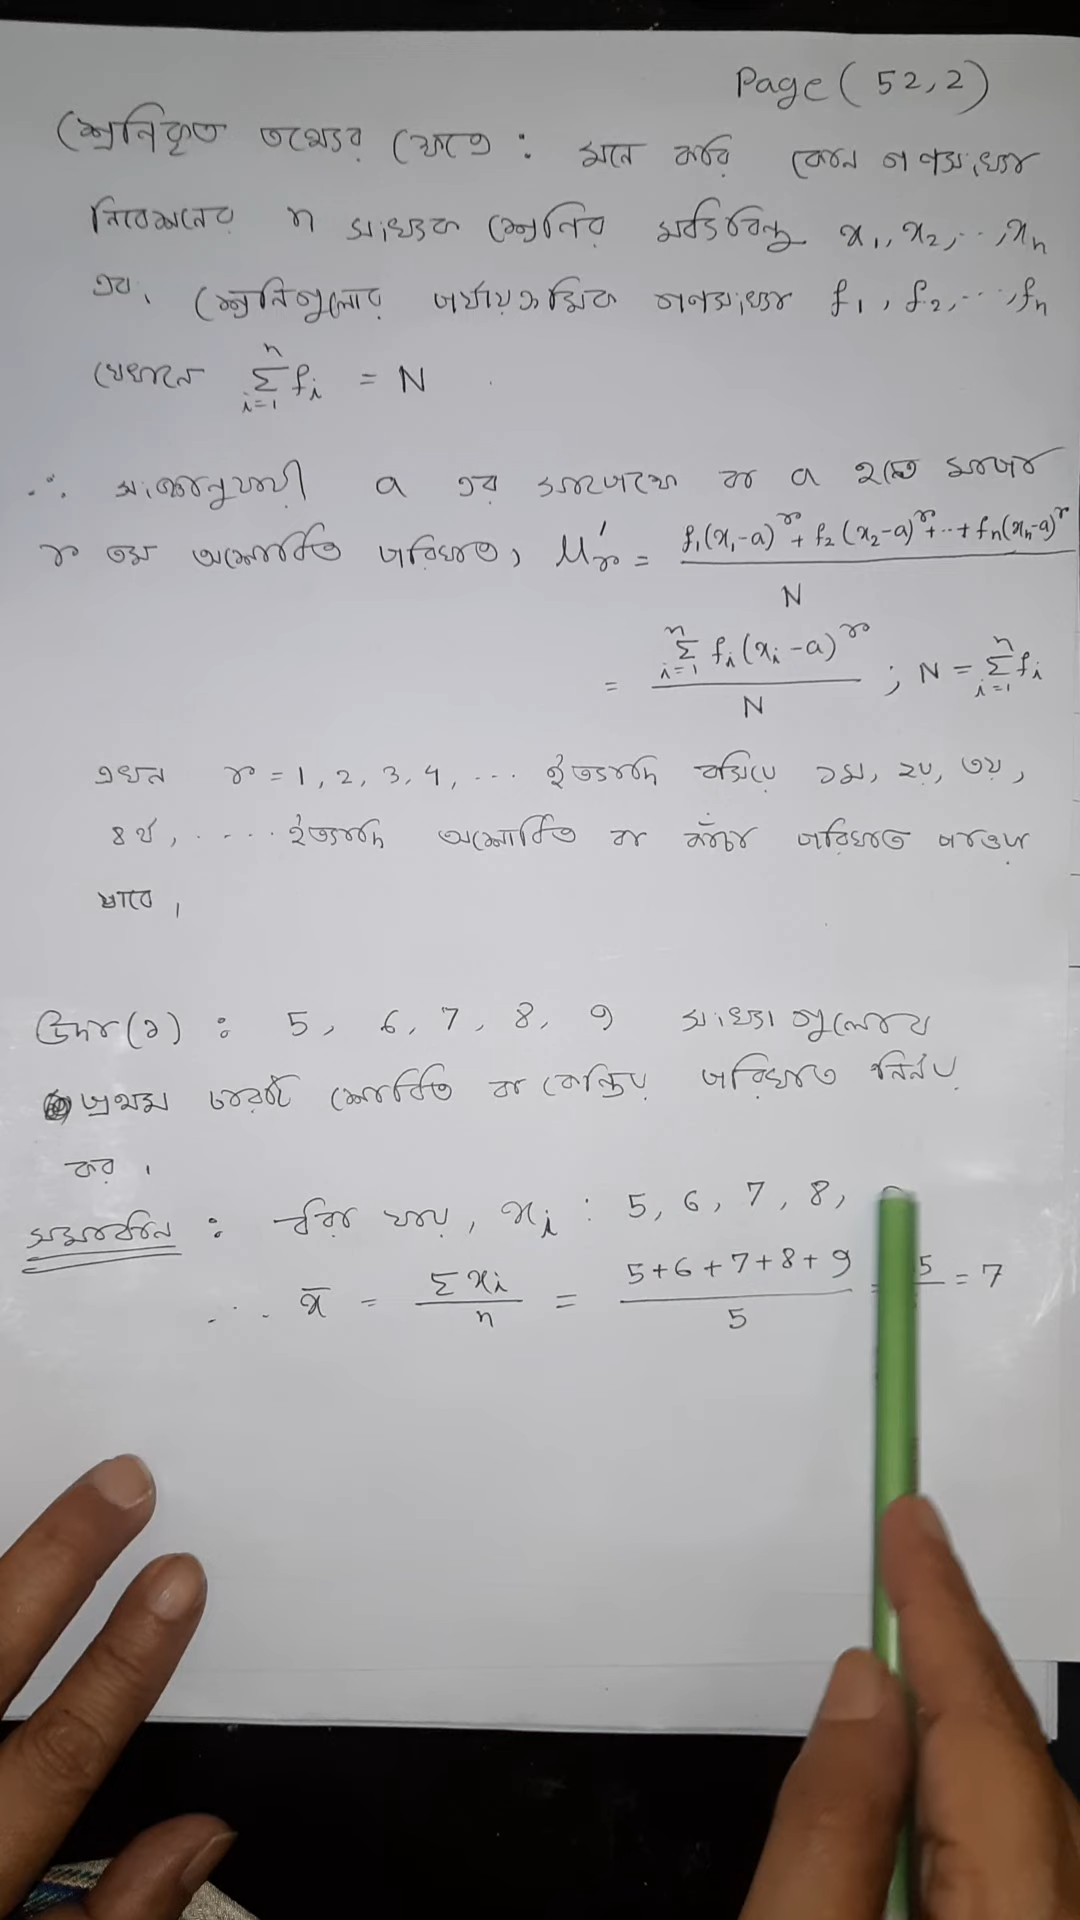 Page (52,2)
শ্রেনিকৃত তথ্যের ক্ষেত্রে : মনে করি কোন গণসংখ্যা
নিবেশনের n সংখ্যক শ্রেনির মধ্যবিন্দু x₁, x₂, ..., xₙ
এবং শ্রেনিগুলোর পর্যায়ক্রমিক গণসংখ্যা f₁, f₂, ..., fₙ
যেখানে Σᵢ₌₁ⁿ fᵢ = N
∴ সংজ্ঞানুযায়ী a এর সাপেক্ষে বা a হতে মাপা
r তম অশোধিত পরিঘাত, μ'ᵣ = (f₁(x₁-a)ʳ + f₂(x₂-a)ʳ + ... + fₙ(xₙ-a)ʳ) / N
= Σᵢ₌₁ⁿ fᵢ(xᵢ-a)ʳ / N ; N = Σᵢ₌₁ⁿ fᵢ
এখন r = 1, 2, 3, 4, ... ইত্যাদি বসিয়ে ১ম, ২য়, ৩য়,
৪র্থ, ..... ইত্যাদি অশোধিত বা কাঁচা পরিঘাত পাওয়া
যাবে।
উদা(১) : 5, 6, 7, 8, 9 সংখ্যা গুলোর
প্রথম চারটি শোধিত বা কেন্দ্রিয় পরিঘাত নির্নয়
কর।
সমাধান : ধরা যায়, xᵢ : 5, 6, 7, 8,
∴ x̄ = Σxᵢ / n = (5+6+7+8+9) / 5 = 5 = 7